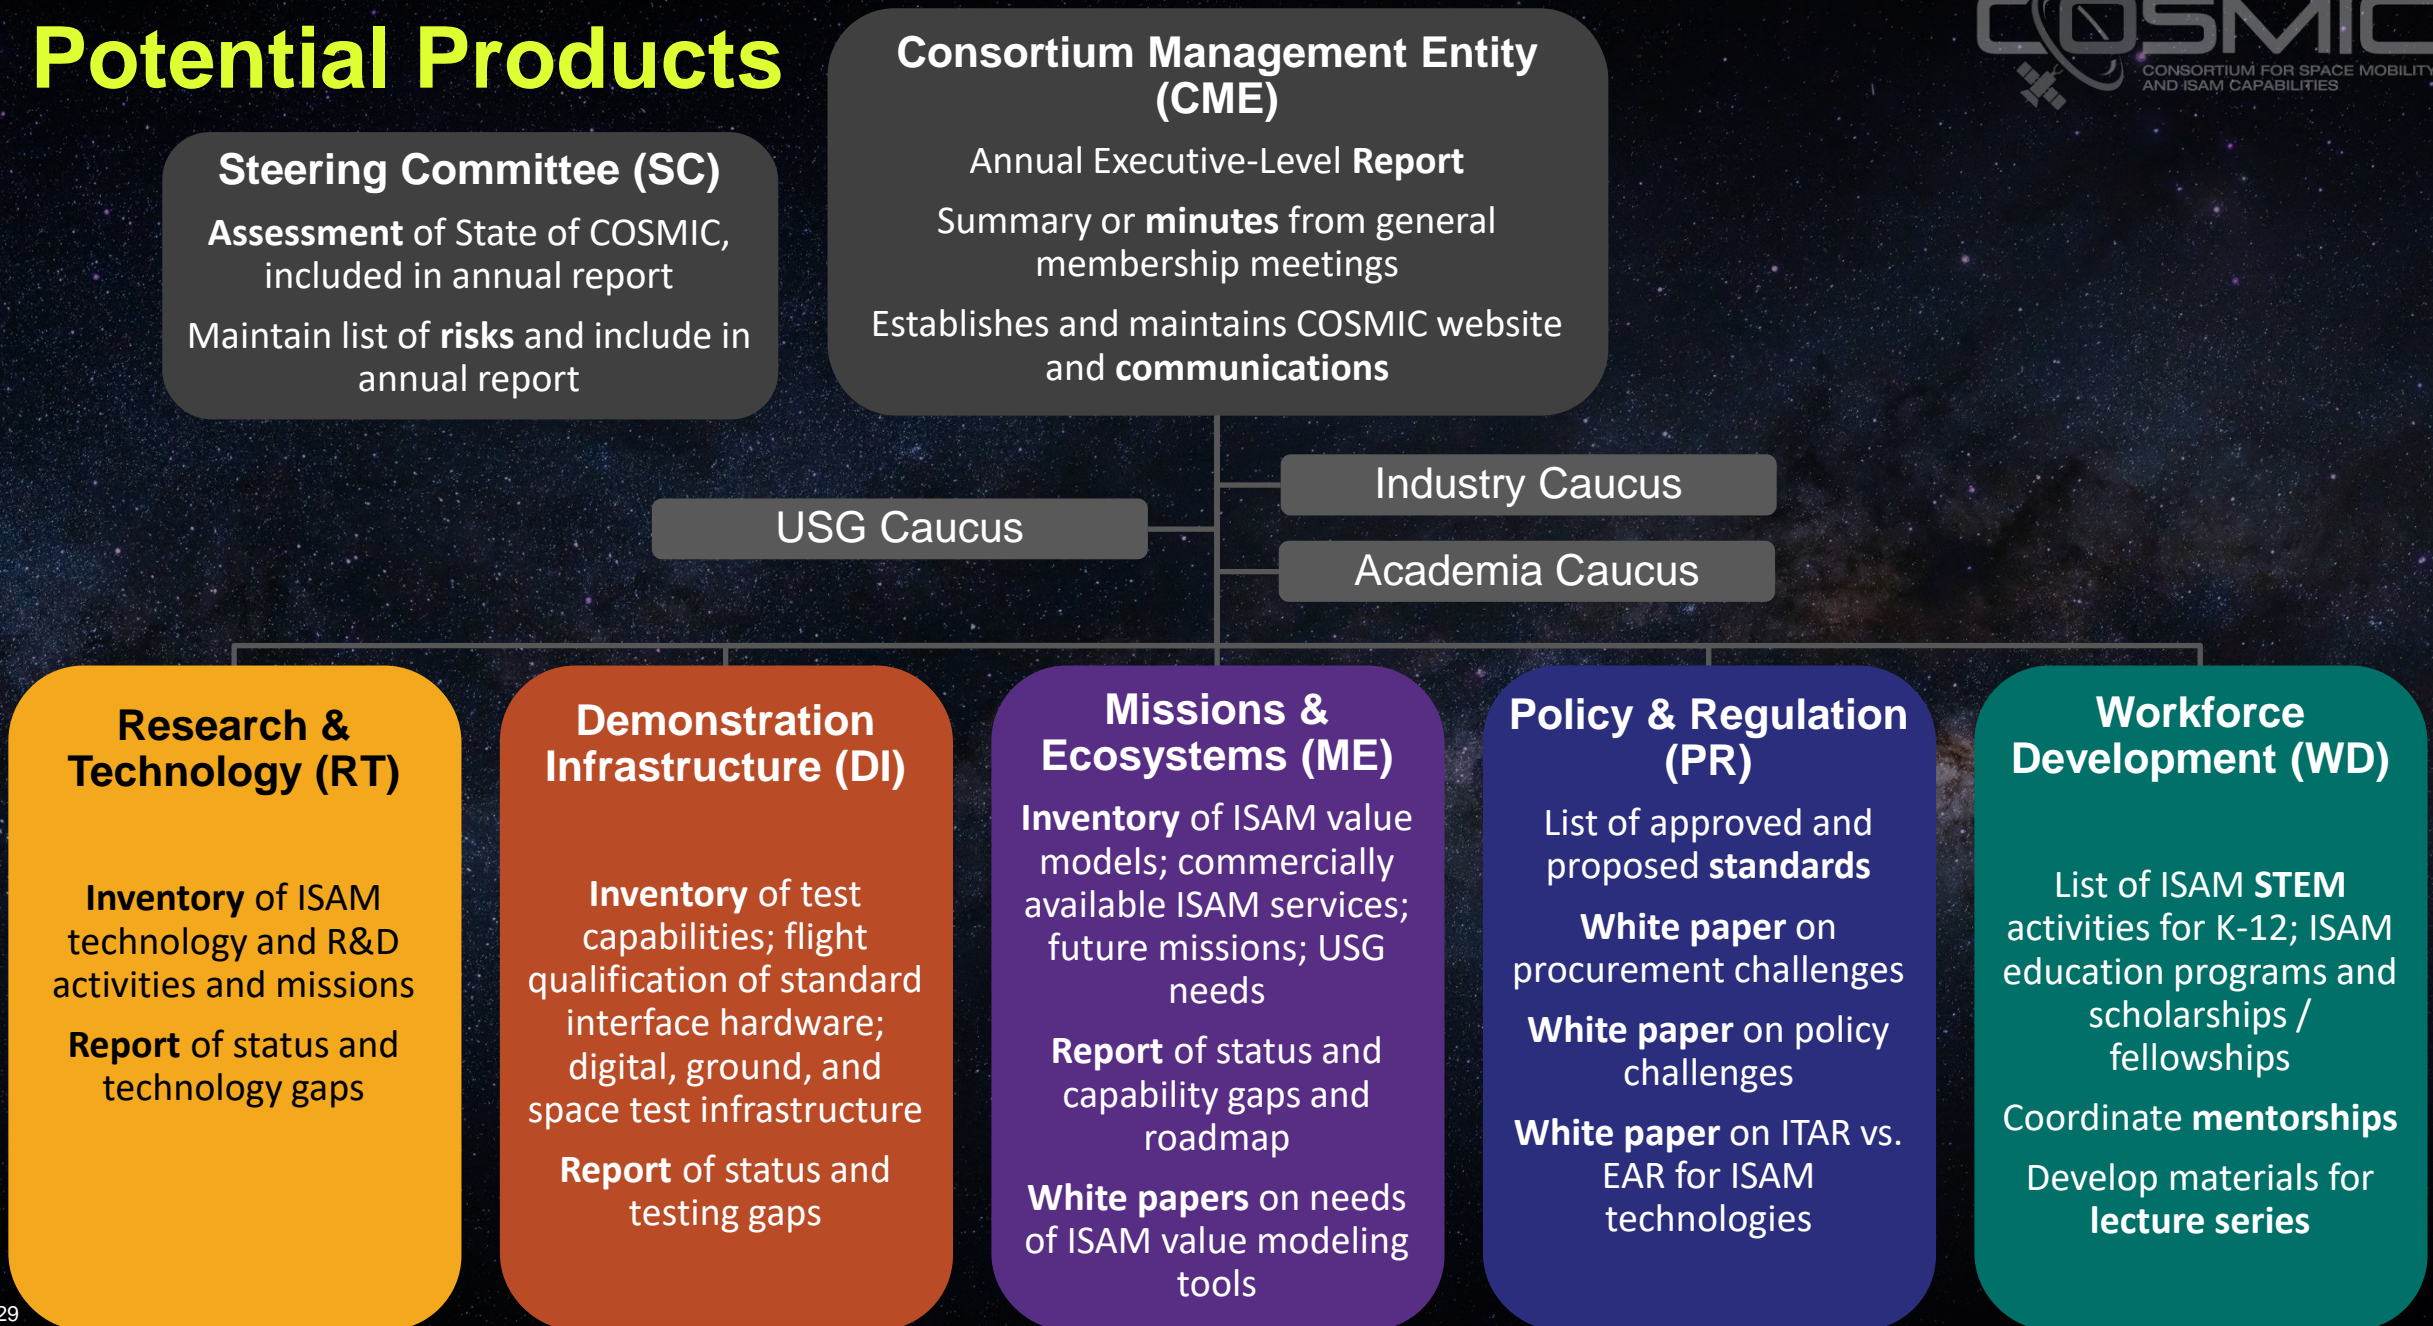 Potential Products
COSMIC
CONSORTIUM FOR SPACE MOBILITY
AND ISAM CAPABILITIES
Steering Committee (SC)
Assessment of State of COSMIC,
included in annual report
Maintain list of risks and include in
annual report
Consortium Management Entity
(CME)
Annual Executive-Level Report
Summary or minutes from general
membership meetings
Establishes and maintains COSMIC website
and communications
Industry Caucus
USG Caucus
Academia Caucus
Research &
Technology (RT)
Inventory of ISAM
technology and R&D
activities and missions
Report of status and
technology gaps
Demonstration
Infrastructure (DI)
Inventory of test
capabilities; flight
qualification of standard
interface hardware;
digital, ground, and
space test infrastructure
Report of status and
testing gaps
Missions &
Ecosystems (ME)
Inventory of ISAM value
models; commercially
available ISAM services;
future missions; USG
needs
Report of status and
capability gaps and
roadmap
White papers on needs
of ISAM value modeling
tools
Policy & Regulation
(PR)
List of approved and
proposed standards
White paper on
procurement challenges
White paper on policy
challenges
White paper on ITAR vs.
EAR for ISAM
technologies
Workforce
Development (WD)
List of ISAM STEM
activities for K-12; ISAM
education programs and
scholarships /
fellowships
Coordinate mentorships
Develop materials for
lecture series
29